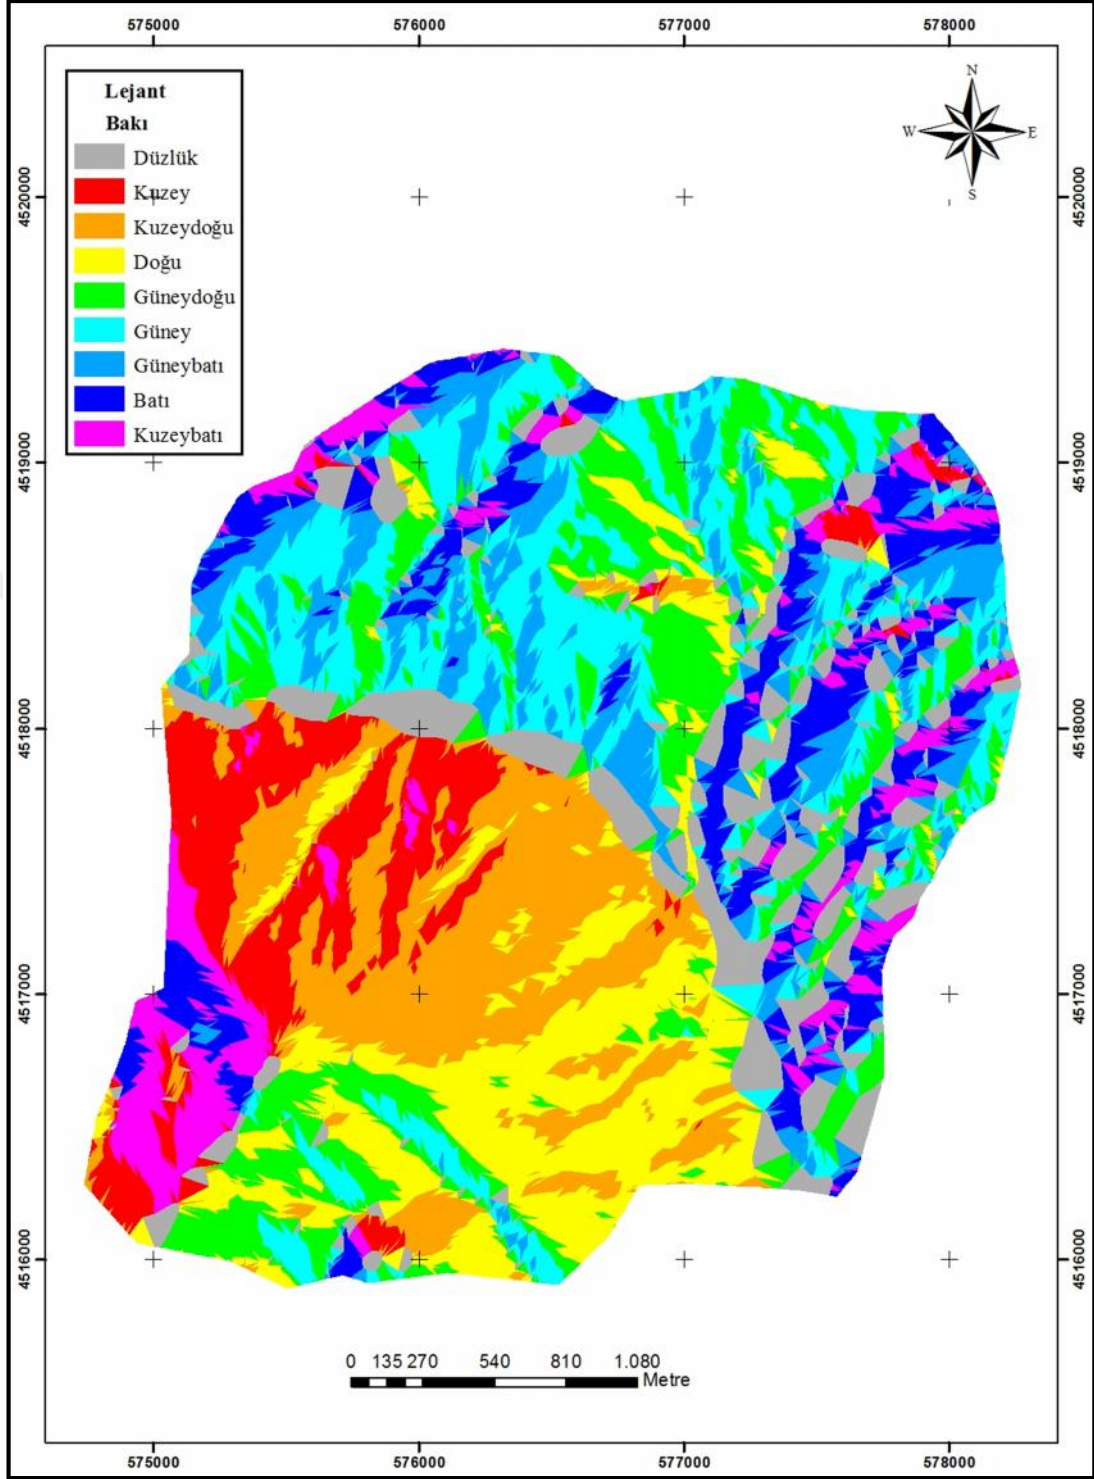 575000 576000 577000 578000
N
W E
S
Lejant
Bakı
Düzlük
Kuzey
Kuzeydoğu
Doğu
Güneydoğu
Güney
Güneybatı
Batı
Kuzeybatı
4520000 4520000
4519000 4519000
4518000 4518000
4517000 4517000
4516000 4516000
0 135 270 540 810 1.080
Metre
575000 576000 577000 578000